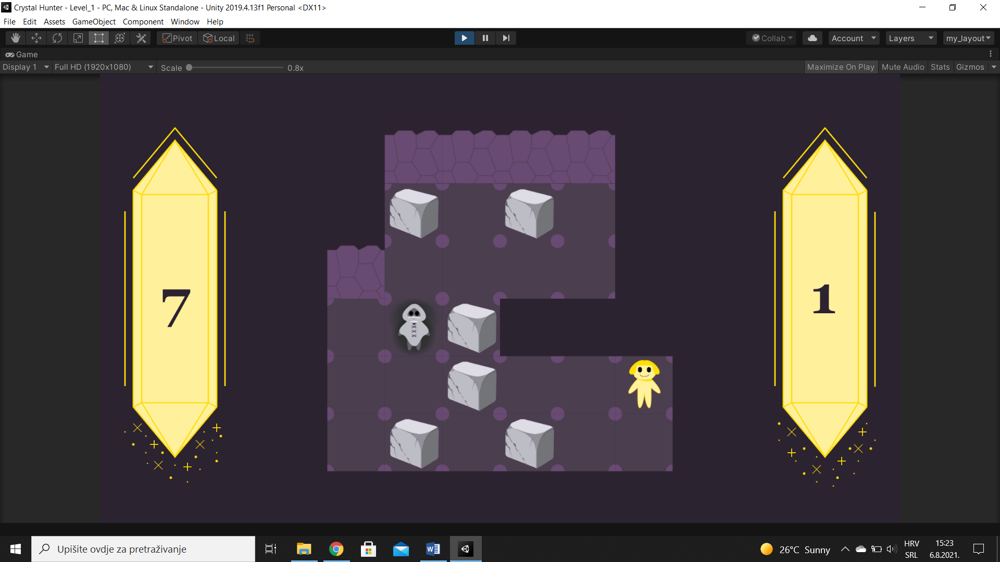 Crystal Hunter - Level_1 - PC, Mac & Linux Standalone - Unity 2019.4.13f1 Personal <DX11>
File Edit Assets GameObject Component Window Help
Pivot Local Collab Account Layers my_layout
Game
Display 1 Full HD (1920x1080) Scale 0.8x Maximize On Play Mute Audio Stats Gizmos
7
1
Upišite ovdje za pretraživanje
26°C Sunny
HRV
SRL
15:23
6.8.2021.